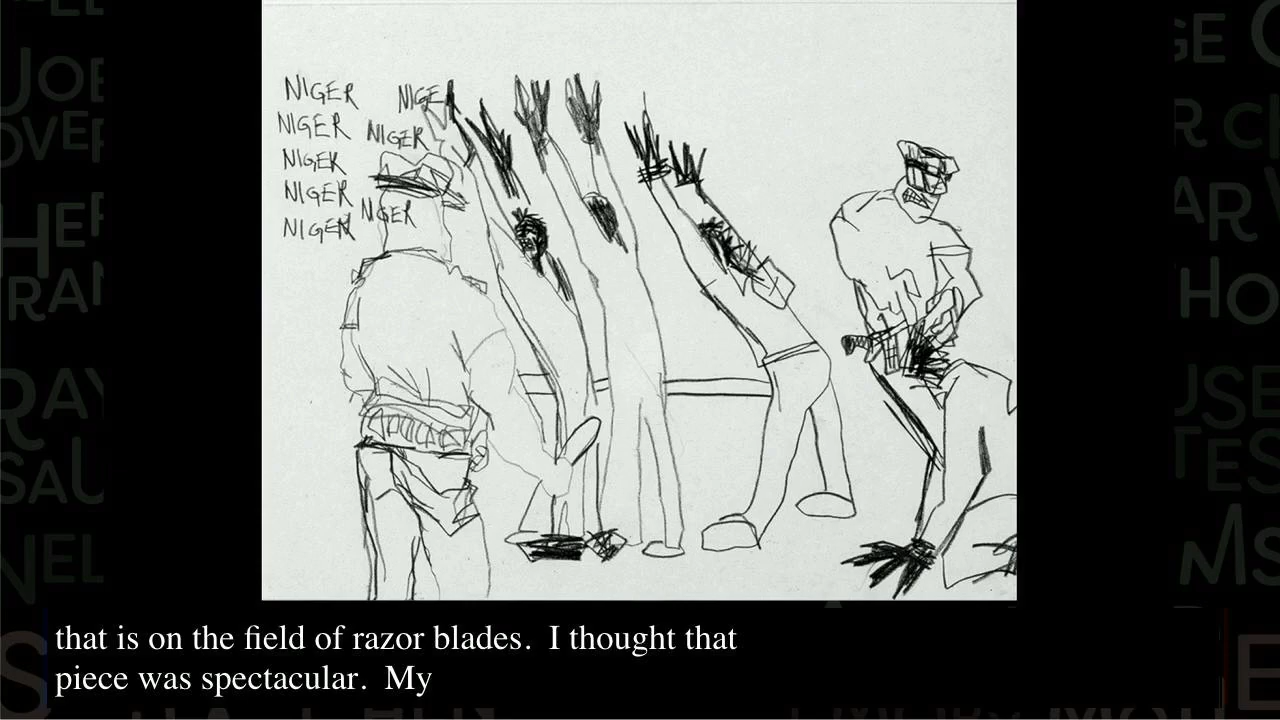 NIGER NIGE
NIGER NIGER
NIGER
NIGER NIGER
NIGER
that is on the field of razor blades. I thought that
piece was spectacular. My